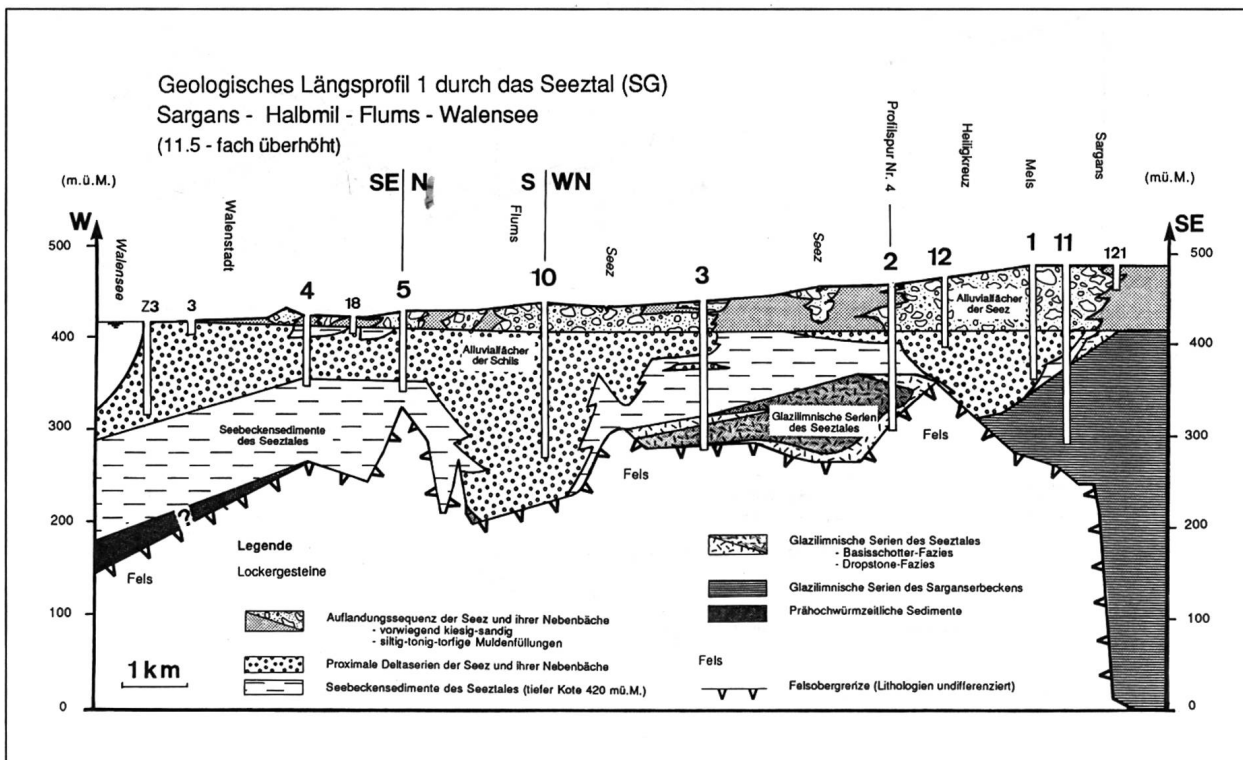 Geologisches Längsprofil 1 durch das Seeztal (SG)
Sargans - Halbmil - Flums - Walensee
(11.5 - fach überhöht)
(m.ü.M.)
W
SE N
S WN
SE
(mü.M.)
Walensee
Walenstadt
Flums
Seez
Seez
Profilspur Nr. 4
Heiligkreuz
Mels
Sargans
73
3
4
18
5
10
3
2
12
1
11
121
500
400
300
200
100
0
500
400
300
200
100
0
Alluvialfächer
der Schils
Alluvialfächer
der Seez
Seebeckensedimente
des Seeztales
Glazilimnische Serien
des Seeztales
Fels
Fels
Fels
?
Legende
Lockergesteine
Auflandungssequenz der Seez und ihrer Nebenbäche
- vorwiegend kiesig-sandig
- siltig-tonig-torfige Muldenfüllungen
Proximale Deltaserien der Seez und ihrer Nebenbäche
Seebeckensedimente des Seeztales (tiefer Kote 420 mü.M.)
Glazilimnische Serien des Seeztales
- Basisschotter-Fazies
- Dropstone-Fazies
Glazilimnische Serien des Sarganserbeckens
Prähochwürmzeitliche Sedimente
Fels
Felsobergrenze (Lithologien undifferenziert)
1 km